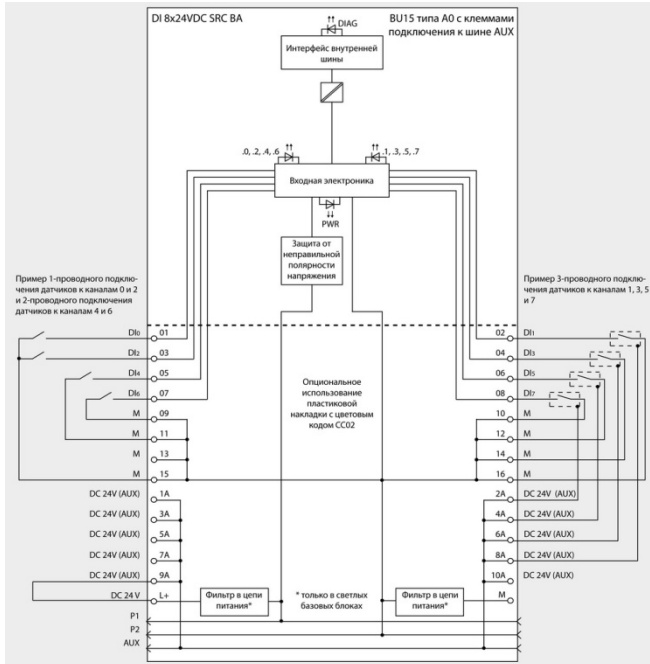 DI 8x24VDC SRC BA
BU15 типа A0 с клеммами
подключения к шине AUX
DIAG
Интерфейс внутренней
шины
.0, .2, .4, .6
.1, .3, .5, .7
Входная электроника
PWR
Защита от
неправильной
полярности
напряжения
Пример 1-проводного подклю-
чения датчиков к каналам 0 и 2
и 2-проводного подключения
датчиков к каналам 4 и 6
Пример 3-проводного подклю-
чения датчиков к каналам 1, 3, 5
и 7
DI0 01
02 DI1
DI2 03
04 DI3
DI4 05
06 DI5
DI6 07
08 DI7
M 09
10 M
M 11
12 M
M 13
14 M
M 15
16 M
Опциональное
использование
пластиковой
накладки с цветовым
кодом CC02
DC 24V (AUX) 1A
2A DC 24V (AUX)
DC 24V (AUX) 3A
4A DC 24V (AUX)
DC 24V (AUX) 5A
6A DC 24V (AUX)
DC 24V (AUX) 7A
8A DC 24V (AUX)
DC 24V (AUX) 9A
10A DC 24V (AUX)
DC 24 V L+
M
Фильтр в цепи
питания*
* только в светлых
базовых блоках
Фильтр в цепи
питания*
P1
P2
AUX